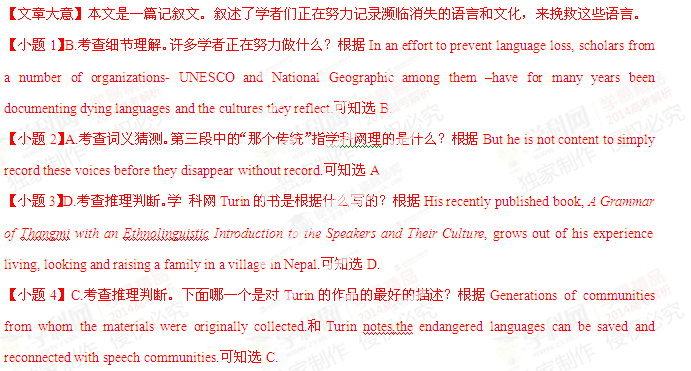 【文章大意】本文是一篇记叙文。叙述了学者们正在努力记录濒临消失的语言和文化，来挽救这些语言。
【小题 1】B.考查细节理解。许多学者正在努力做什么？根据 In an effort to prevent language loss, scholars from
a number of organizations- UNESCO and National Geographic among them –have for many years been
documenting dying languages and the cultures they reflect.可知选 B.
【小题 2】A.考查词义猜测。第三段中的“那个传统”指学科网理的是什么？根据 But he is not content to simply
record these voices before they disappear without record.可知选 A
【小题 3】D.考查推理判断。学 科网 Turin 的书是根据什么写的？根据 His recently published book, A Grammar
of Thangmi with an Ethnolinguistic Introduction to the Speakers and Their Culture, grows out of his experience
living, looking and raising a family in a village in Nepal.可知选 D.
【小题 4】C.考查推理判断。下面哪一个是对 Turin 的作品的最好的描述？根据 Generations of communities
from whom the materials were originally collected.和 Turin notes,the endangered languages can be saved and
reconnected with speech communities.可知选 C.